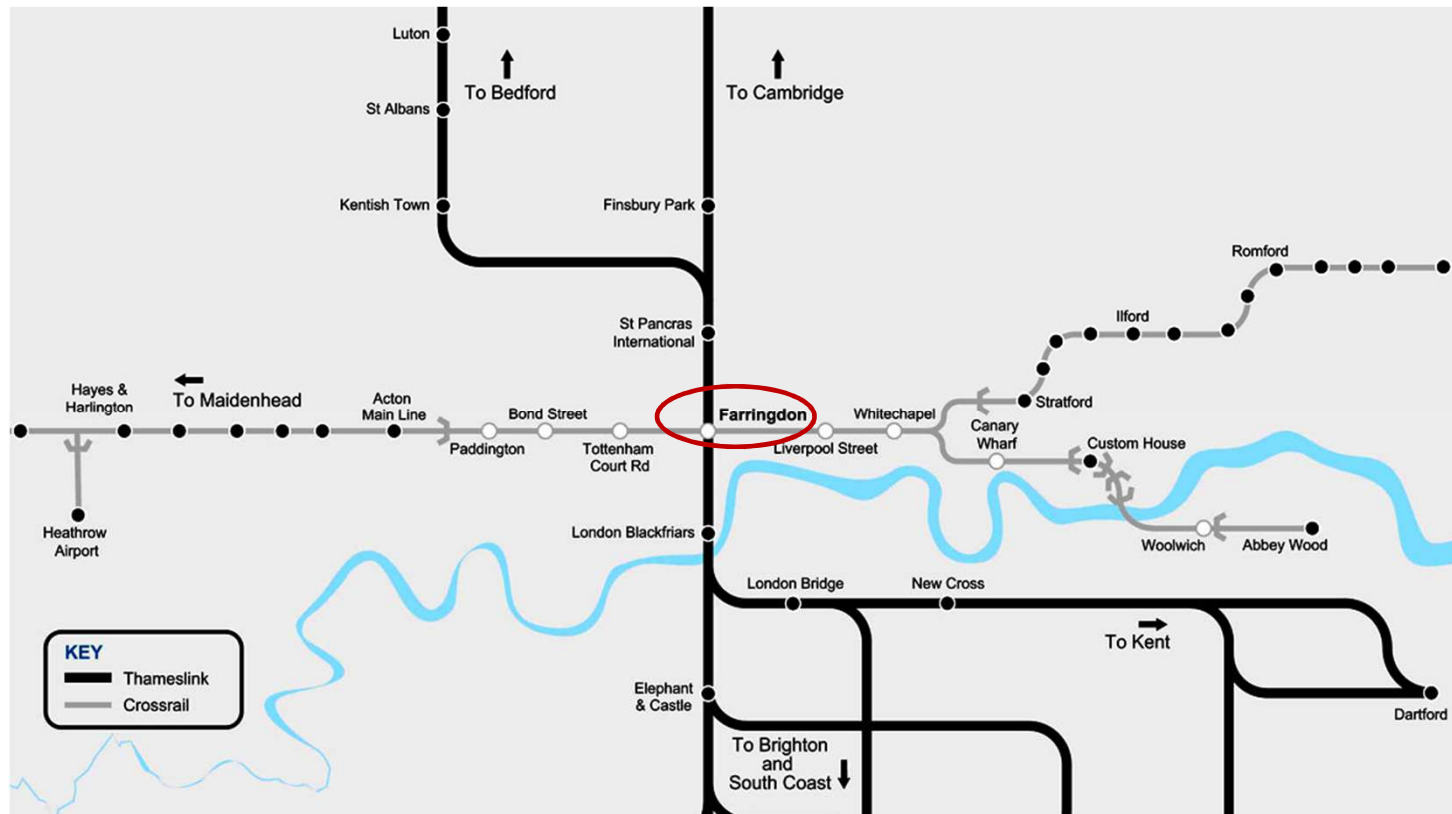 Luton
To Bedford
To Cambridge
St Albans
Kentish Town
Finsbury Park
Romford
St Pancras
International
Ilford
Hayes &
Harlington
To Maidenhead
Acton
Main Line
Bond Street
Farringdon
Whitechapel
Stratford
Paddington
Tottenham
Court Rd
Liverpool Street
Canary
Wharf
Custom House
Heathrow
Airport
London Blackfriars
Woolwich
Abbey Wood
London Bridge
New Cross
To Kent
KEY
Thameslink
Crossrail
Elephant
& Castle
Dartford
To Brighton
and
South Coast